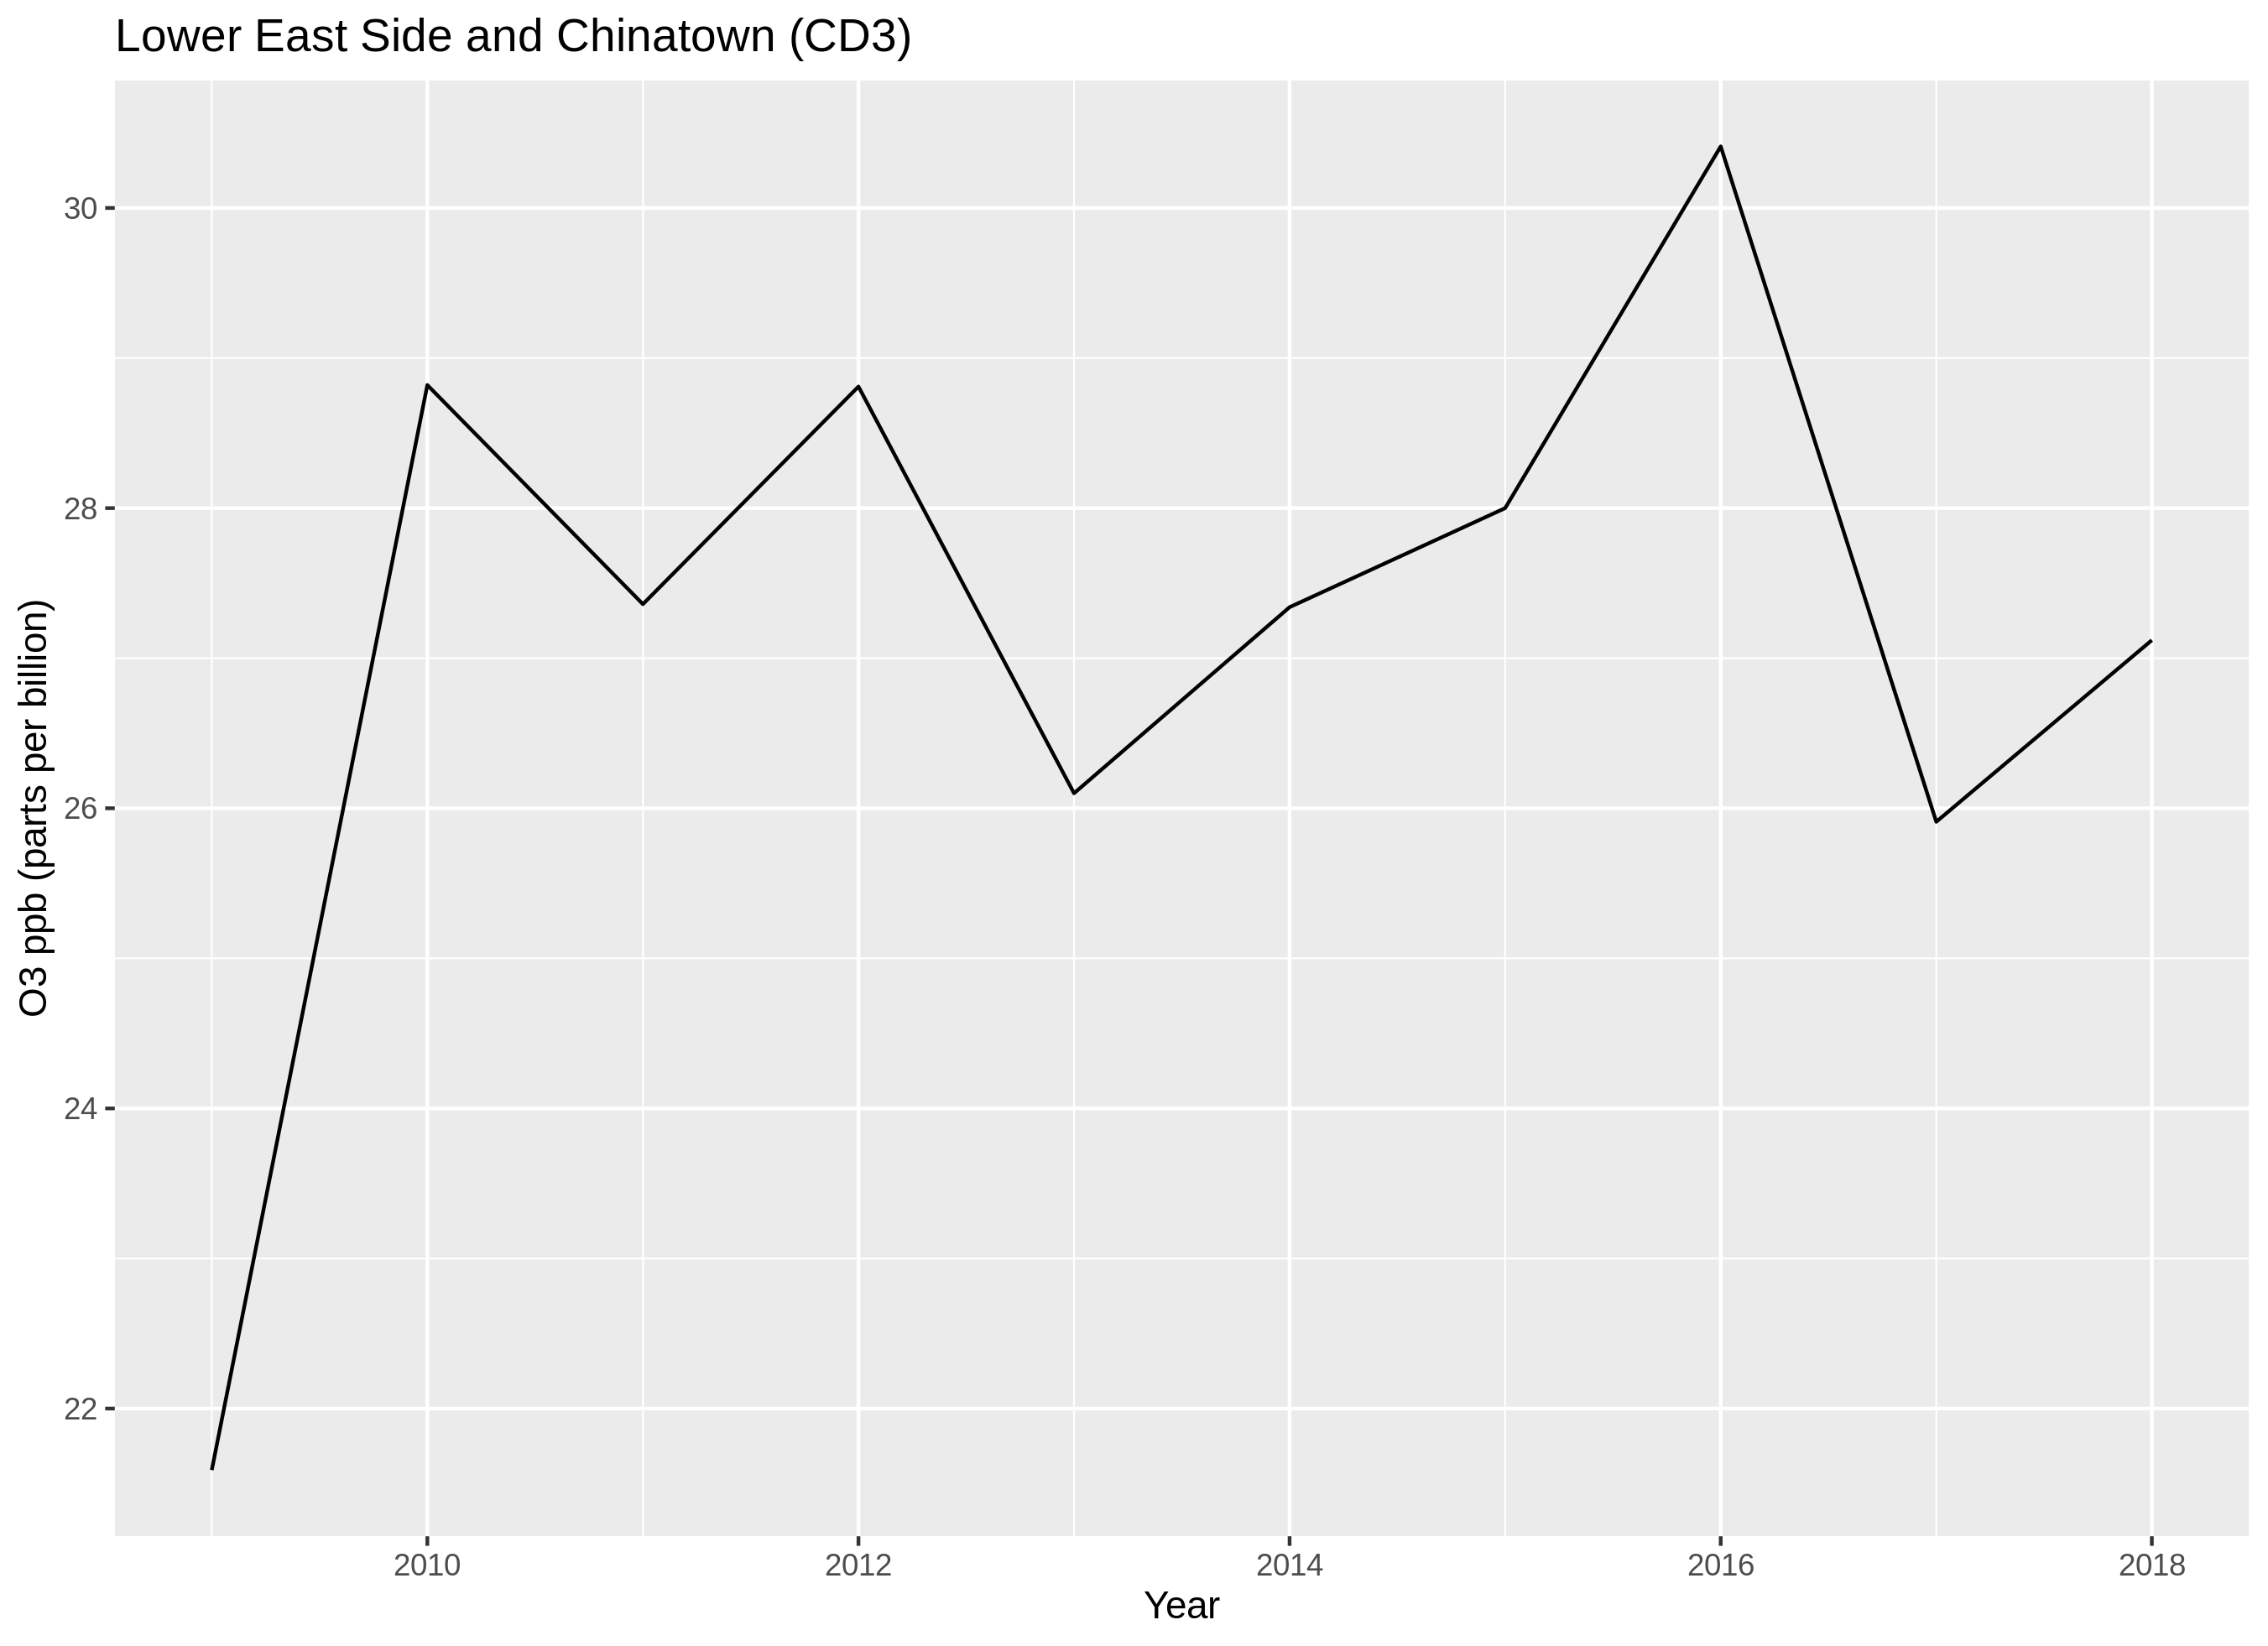 Lower East Side and Chinatown (CD3)
O3 ppb (parts per billion)
30
28
26
24
22
2010 2012 2014 2016 2018
Year